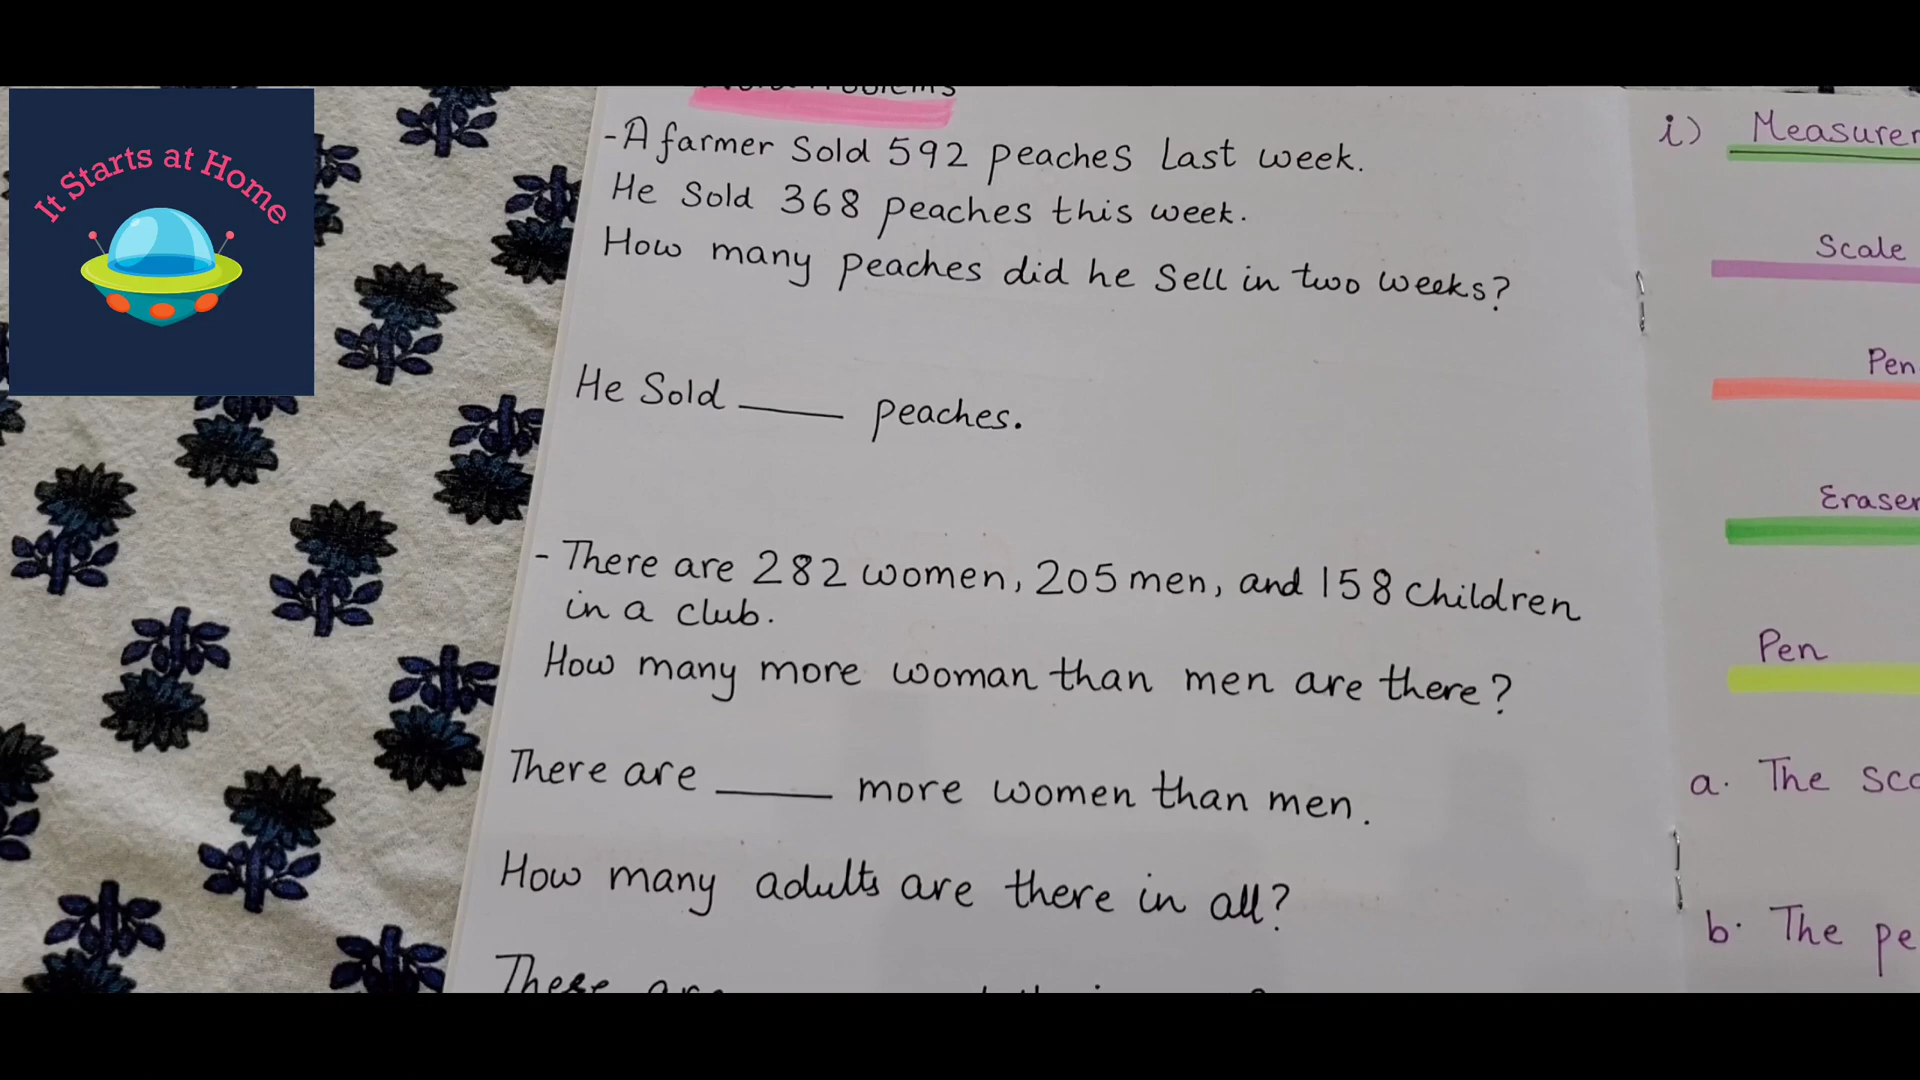 It Starts at Home
-A farmer Sold 592 peaches Last week.
He Sold 368 peaches this week.
How many peaches did he Sell in two weeks?
He Sold ____ peaches.
- There are 282 women, 205 men, and 158 children
in a club.
How many more woman than men are there?
There are ____ more women than men.
How many adults are there in all?
i)
Scale
Pen
Eraser
Pen
a. The
b. The